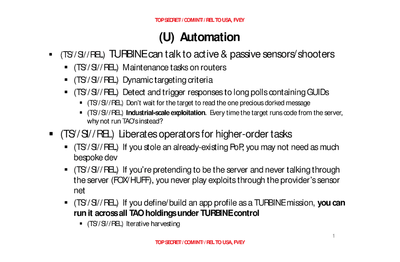 TOP SECRET//COMINT//REL TO USA, FVEY
(U) Automation
(TS//SI//REL) TURBINE can talk to active & passive sensors/shooters
(TS//SI//REL) Maintenance tasks on routers
(TS//SI//REL) Dynamic targeting criteria
(TS//SI//REL) Detect and trigger responses to long polls containing GUIDs
(TS//SI//REL) Don't wait for the target to read the one precious dorked message
(TS//SI//REL) Industrial-scale exploitation. Every time the target runs code from the server,
why not run TAO's instead?
(TS//SI//REL) Liberates operators for higher-order tasks
(TS//SI//REL) If you stole an already-existing PoP, you may not need as much
bespoke dev
(TS//SI//REL) If you're pretending to be the server and never talking through
the server (FOXHUFF), you never play exploits through the provider's sensor
net
(TS//SI//REL) If you define/build an app profile as a TURBINE mission, you can
run it across all TAO holdings under TURBINE control
(TS//SI//REL) Iterative harvesting
TOP SECRET//COMINT//REL TO USA, FVEY